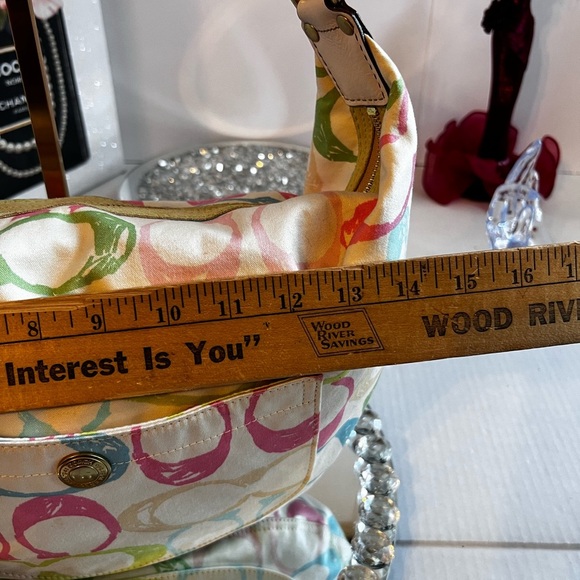 8 9 10 11 12 13 14 15 16
Interest Is You"
WOOD
RIVER
SAVINGS
WOOD RIV